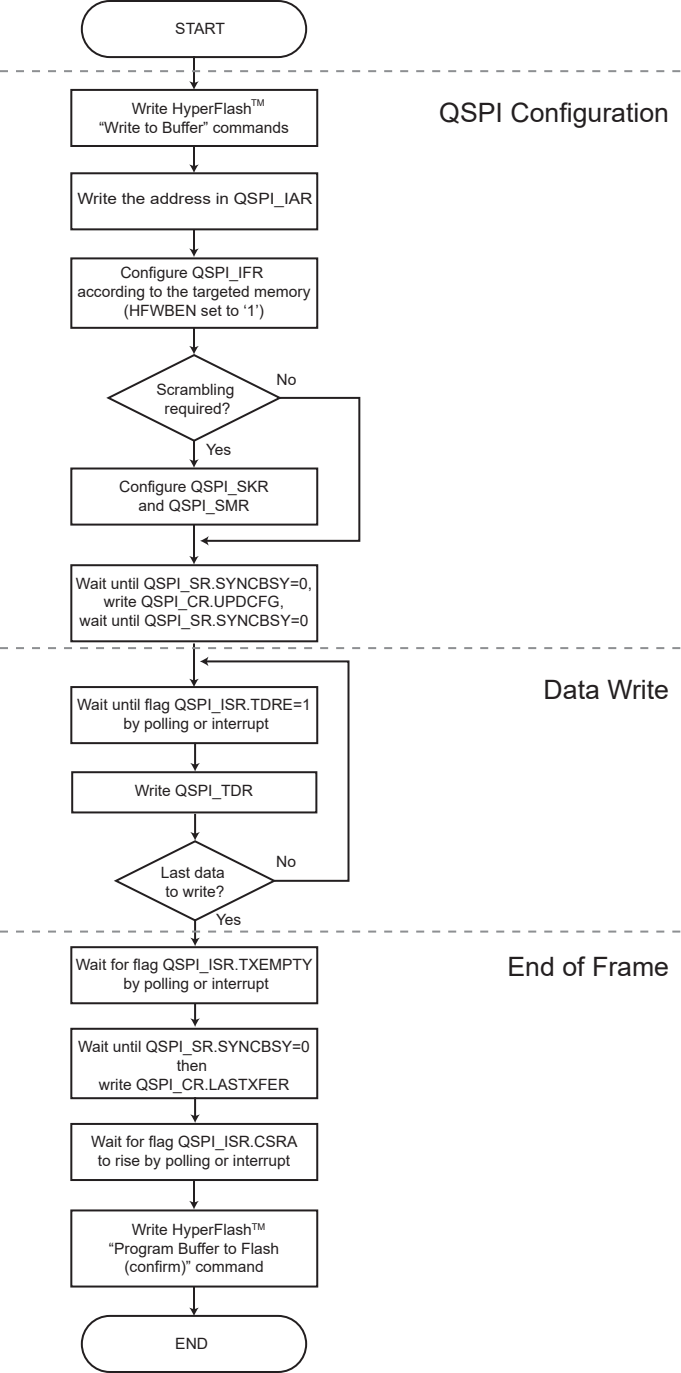 START
QSPI Configuration
Write HyperFlash™
“Write to Buffer” commands
Write the address in QSPI_IAR
Configure QSPI_IFR
according to the targeted memory
(HFWBEN set to ‘1’)
Scrambling
required?
No
Yes
Configure QSPI_SKR
and QSPI_SMR
Wait until QSPI_SR.SYNCBSY=0,
write QSPI_CR.UPDCFG,
wait until QSPI_SR.SYNCBSY=0
Data Write
Wait until flag QSPI_ISR.TDRE=1
by polling or interrupt
Write QSPI_TDR
Last data
to write?
No
Yes
End of Frame
Wait for flag QSPI_ISR.TXEMPTY
by polling or interrupt
Wait until QSPI_SR.SYNCBSY=0
then
write QSPI_CR.LASTXFER
Wait for flag QSPI_ISR.CSRA
to rise by polling or interrupt
Write HyperFlash™
“Program Buffer to Flash
(confirm)” command
END